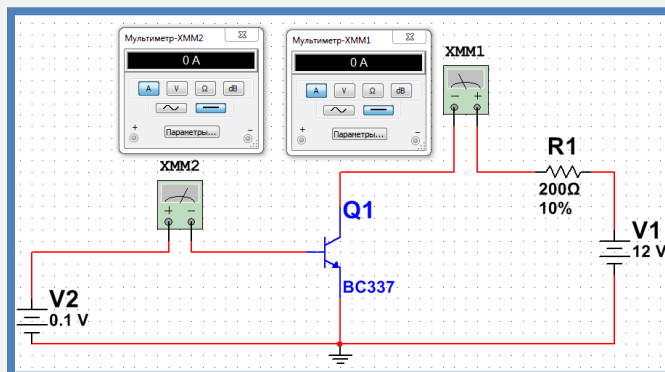 Мультиметр-XMM2
0 A
A V Ω dB
+ Параметры... -
Мультиметр-XMM1
0 A
A V Ω dB
+ Параметры... -
XMM1
- +
XMM2
+ -
R1
200Ω
10%
Q1
BC337
V1
12 V
V2
0.1 V